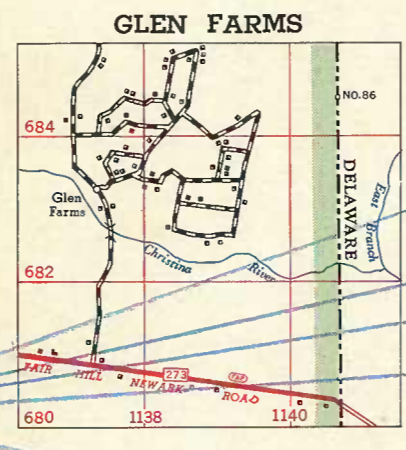 GLEN FARMS
NO.86
684
DELAWARE
East
Branch
Glen
Farms
Christina
River
682
FAIR HILL NEWARK ROAD
273
FAP
680
1138
1140